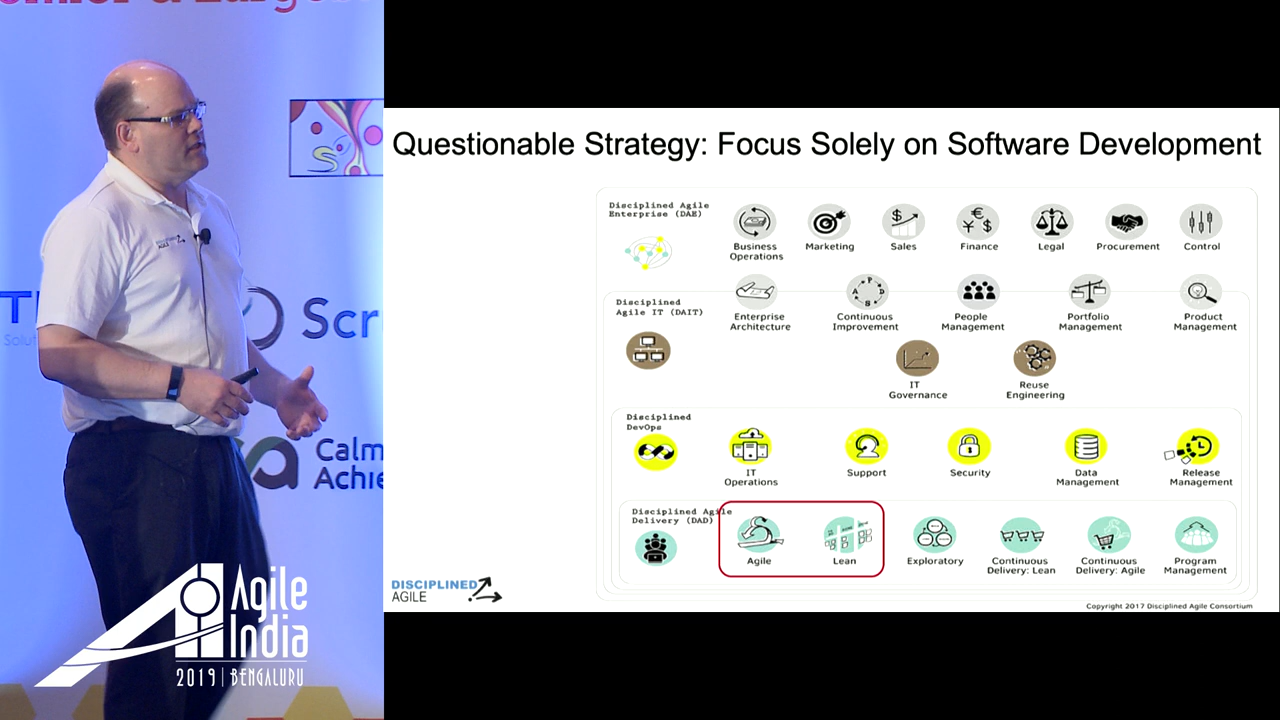 Questionable Strategy: Focus Solely on Software Development
Disciplined Agile
Enterprise (DAE)
Business
Operations
Marketing
Sales
Finance
Legal
Procurement
Control
Disciplined
Agile IT (DAIT)
Enterprise
Architecture
Continuous
Improvement
People
Management
Portfolio
Management
Product
Management
IT
Governance
Reuse
Engineering
Disciplined
DevOps
IT
Operations
Support
Security
Data
Management
Release
Management
Disciplined Agile
Delivery (DAD)
Agile
Lean
Exploratory
Continuous
Delivery: Lean
Continuous
Delivery: Agile
Program
Management
DISCIPLINED
AGILE
Copyright 2017 Disciplined Agile Consortium
Scr
Calm
Achie
Agile
India
2019 | BENGALURU